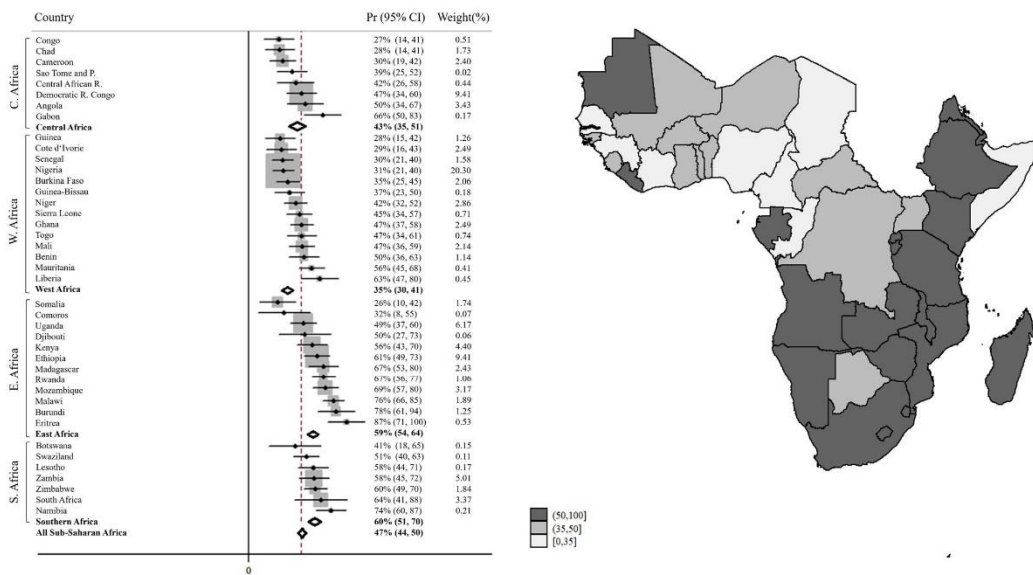 Country Pr (95% CI) Weight(%)
C. Africa
Congo 27% (14, 41) 0.51
Chad 28% (14, 41) 1.73
Cameroon 30% (19, 42) 2.40
Sao Tome and P. 39% (25, 52) 0.02
Central African R. 42% (26, 58) 0.44
Democratic R. Congo 47% (34, 60) 9.41
Angola 50% (34, 67) 3.43
Gabon 66% (50, 83) 0.17
Central Africa 43% (35, 51)
W. Africa
Guinea 28% (15, 42) 1.26
Cote d'Ivorie 29% (16, 43) 2.49
Senegal 30% (21, 40) 1.58
Nigeria 31% (21, 40) 20.30
Burkina Faso 35% (25, 45) 2.06
Guinea-Bissau 37% (23, 50) 0.18
Niger 42% (32, 52) 2.86
Sierra Leone 45% (34, 57) 0.71
Ghana 47% (37, 58) 2.49
Togo 47% (34, 61) 0.74
Mali 47% (36, 59) 2.14
Benin 50% (36, 63) 1.14
Mauritania 56% (45, 68) 0.41
Liberia 63% (47, 80) 0.45
West Africa 35% (30, 41)
E. Africa
Somalia 26% (10, 42) 1.74
Comoros 32% (8, 55) 0.07
Uganda 49% (37, 60) 6.17
Djibouti 50% (27, 73) 0.06
Kenya 56% (43, 70) 4.40
Ethiopia 61% (49, 73) 9.41
Madagascar 67% (53, 80) 2.43
Rwanda 67% (56, 77) 1.06
Mozambique 69% (57, 80) 3.17
Malawi 76% (66, 85) 1.89
Burundi 78% (61, 94) 1.25
Eritrea 87% (71, 100) 0.53
East Africa 59% (54, 64)
S. Africa
Botswana 41% (18, 65) 0.15
Swaziland 51% (40, 63) 0.11
Lesotho 58% (44, 71) 0.17
Zambia 58% (45, 72) 5.01
Zimbabwe 60% (49, 70) 1.84
South Africa 64% (41, 88) 3.37
Namibia 74% (60, 87) 0.21
Southern Africa 60% (51, 70)
All Sub-Saharan Africa 47% (44, 50)
0
(50,100]
(35,50]
[0,35]